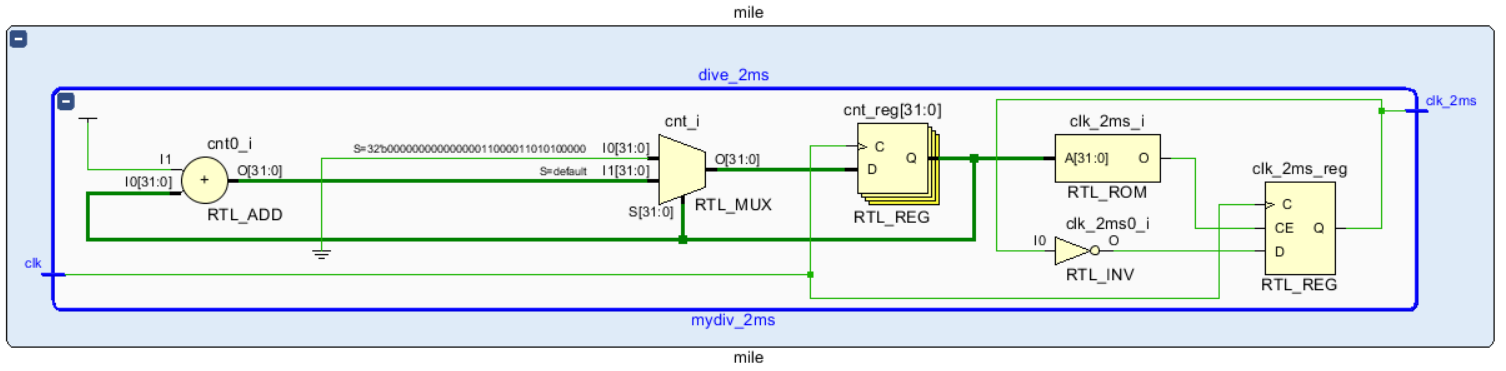 mile
dive_2ms
clk_2ms
cnt0_i
I1
I0[31:0]
+
O[31:0]
RTL_ADD
S=32'b00000000000000011000011010100000
S=default
cnt_i
I0[31:0]
I1[31:0]
S[31:0]
O[31:0]
RTL_MUX
cnt_reg[31:0]
C
D
Q
RTL_REG
clk_2ms_i
A[31:0]
O
RTL_ROM
clk_2ms0_i
I0
O
RTL_INV
clk_2ms_reg
C
CE
D
Q
RTL_REG
clk
mydiv_2ms
mile